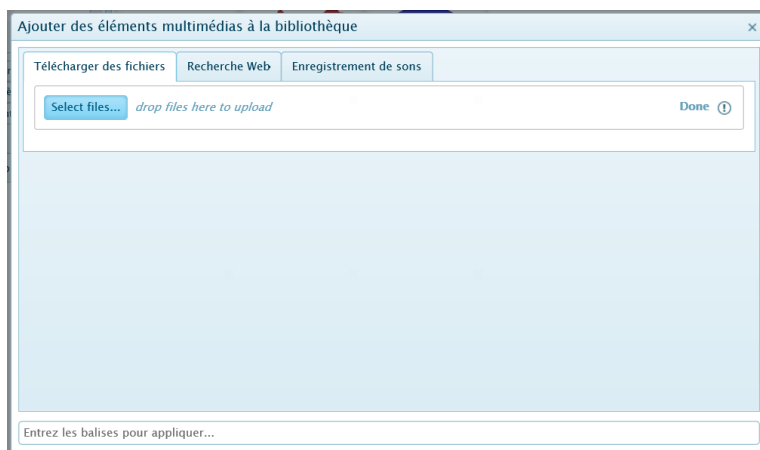 Ajouter des éléments multimédias à la bibliothèque ×
Télécharger des fichiers Recherche Web Enregistrement de sons
Select files... drop files here to upload Done
Entrez les balises pour appliquer...